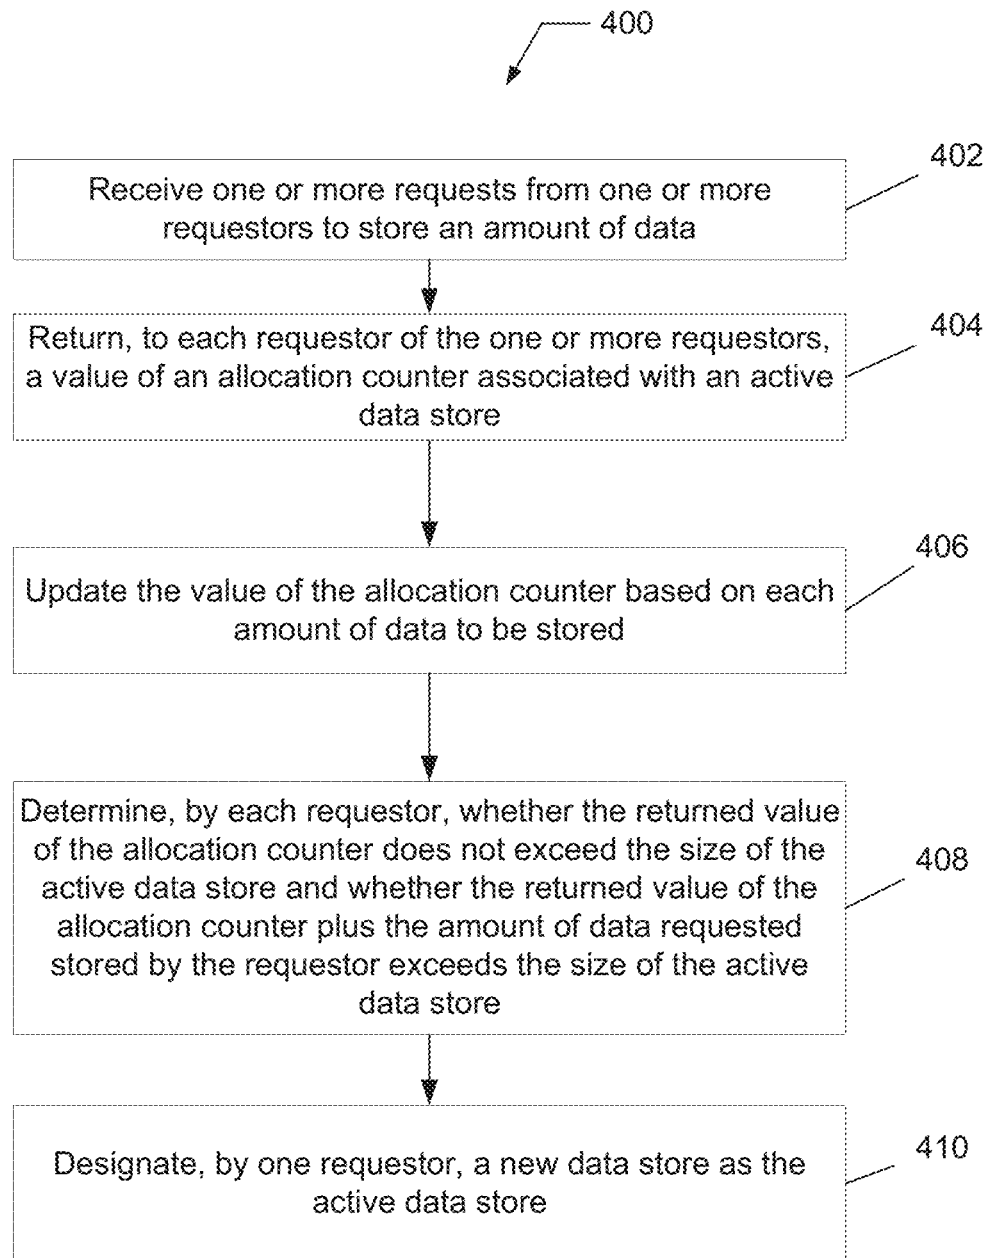 400
402
Receive one or more requests from one or more
requestors to store an amount of data
404
Return, to each requestor of the one or more requestors,
a value of an allocation counter associated with an active
data store
406
Update the value of the allocation counter based on each
amount of data to be stored
Determine, by each requestor, whether the returned value
of the allocation counter does not exceed the size of the
active data store and whether the returned value of the
allocation counter plus the amount of data requested
stored by the requestor exceeds the size of the active
data store
408
Designate, by one requestor, a new data store as the
active data store
410